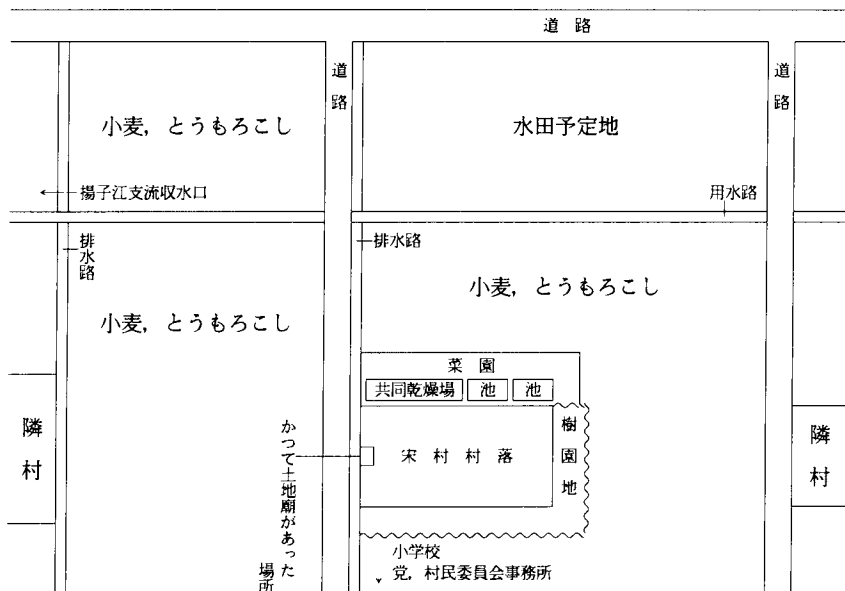 道路
道路
道路
小麦，とうもろこし
水田予定地
←揚子江支流収水口
用水路
排水路
排水路
小麦，とうもろこし
小麦，とうもろこし
菜園
共同乾燥場
池
池
隣村
かつて土地廟があった
場所
宋村村落
樹園地
隣村
小学校
党，村民委員会事務所